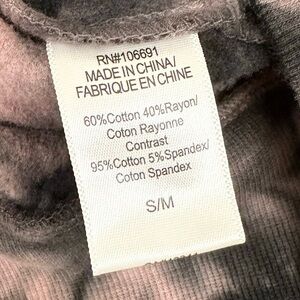 RN#106691
MADE IN CHINA/
FABRIQUE EN CHINE
60%Cotton 40%Rayon/
Coton Rayonne
Contrast
95%Cotton 5%Spandex/
Coton Spandex
S/M